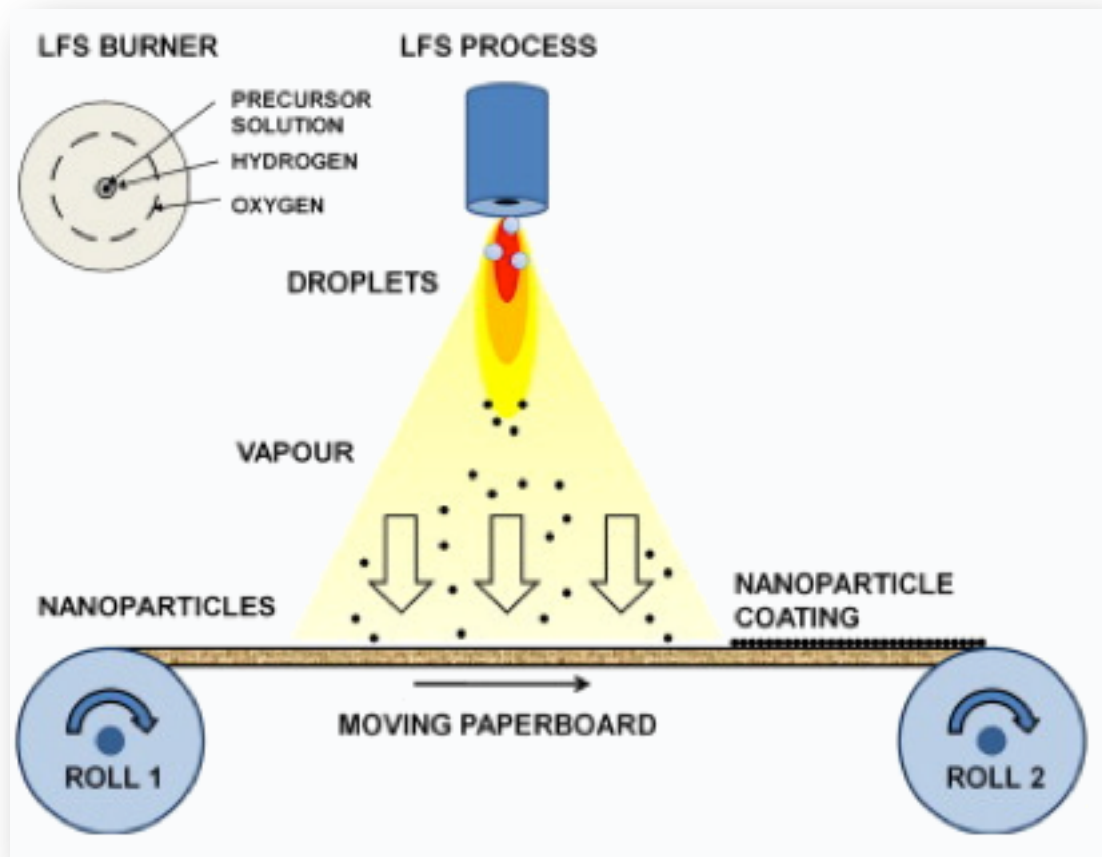 LFS BURNER
LFS PROCESS
PRECURSOR
SOLUTION
HYDROGEN
OXYGEN
DROPLETS
VAPOUR
NANOPARTICLES
NANOPARTICLE
COATING
MOVING PAPERBOARD
ROLL 1
ROLL 2